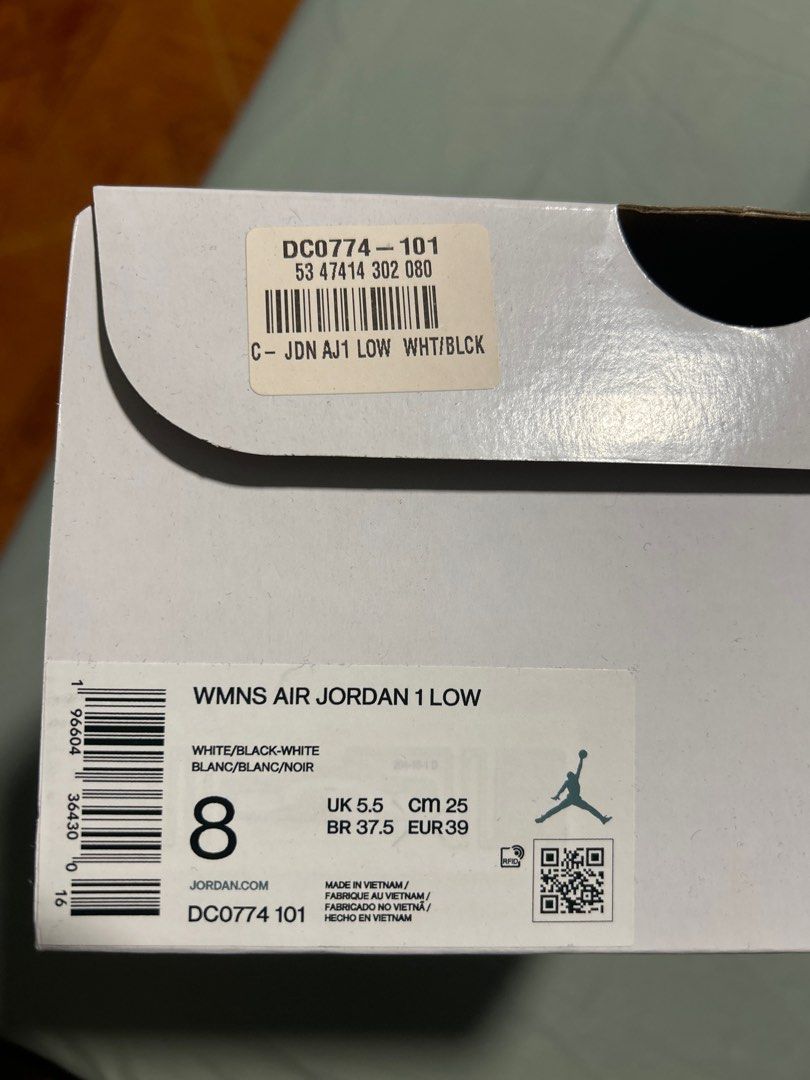 DC0774-101
53 47414 302 080
C- JDN AJ1 LOW WHT/BLCK
WMNS AIR JORDAN 1 LOW
WHITE/BLACK-WHITE
BLANC/BLANC/NOIR
8
UK 5.5 CM 25
BR 37.5 EUR 39
RFID
JORDAN.COM
DC0774 101
MADE IN VIETNAM /
FABRIQUE AU VIETNAM /
FABRICADO NO VIETNÃ /
HECHO EN VIETNAM
1 96604 36430 0 16